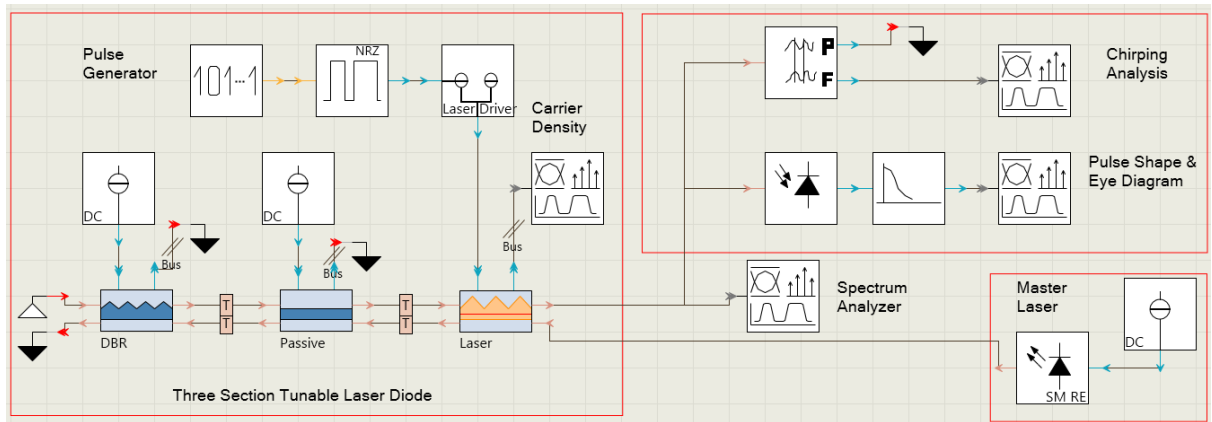 Pulse
Generator
101...1
NRZ
Laser Driver
Carrier
Density
DC
DC
Bus
Bus
Bus
T
T
T
T
DBR
Passive
Laser
Three Section Tunable Laser Diode
P
F
Chirping
Analysis
Pulse Shape &
Eye Diagram
Spectrum
Analyzer
Master
Laser
DC
SM RE